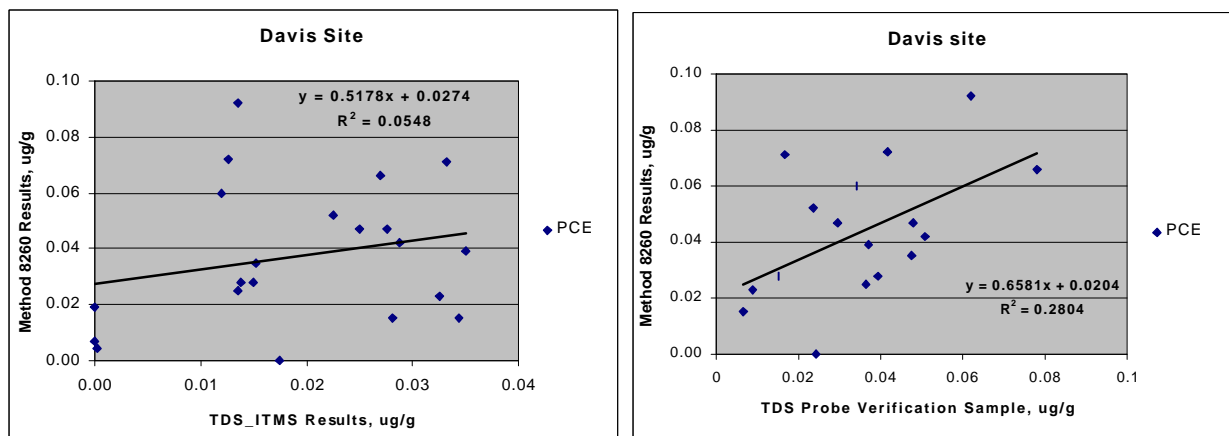 Davis Site
y = 0.5178x + 0.0274
R² = 0.0548
Method 8260 Results, ug/g
0.10
0.08
0.06
0.04
0.02
0.00
0.00 0.01 0.02 0.03 0.04
TDS_ITMS Results, ug/g
PCE
Davis site
y = 0.6581x + 0.0204
R² = 0.2804
Method 8260 Results, ug/g
0.10
0.08
0.06
0.04
0.02
0.00
0 0.02 0.04 0.06 0.08 0.1
TDS Probe Verification Sample, ug/g
PCE